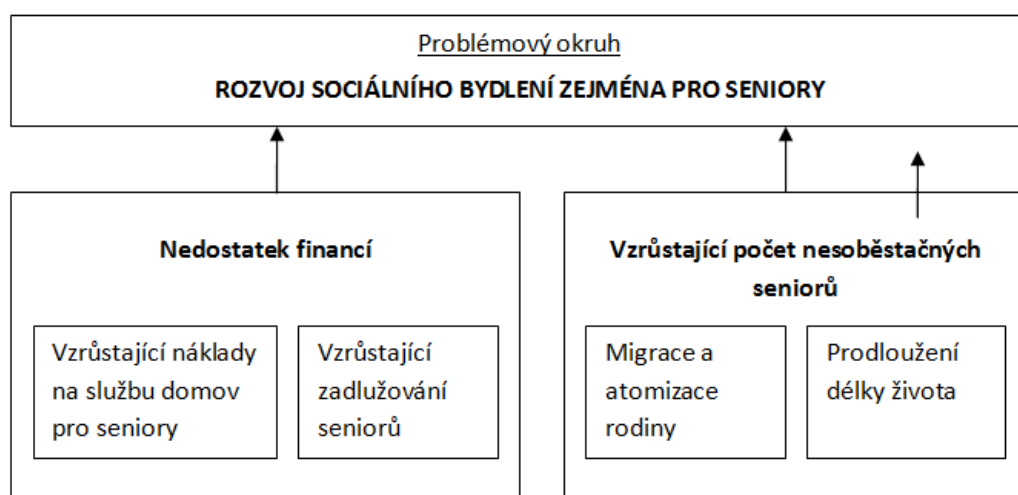 Problémový okruh
ROZVOJ SOCIÁLNÍHO BYDLENÍ ZEJMÉNA PRO SENIORY
Nedostatek financí
Vzrůstající náklady
na službu domov
pro seniory
Vzrůstající
zadlužování
seniorů
Vzrůstající počet nesoběstačných
seniorů
Migrace a
atomizace
rodiny
Prodloužení
délky života